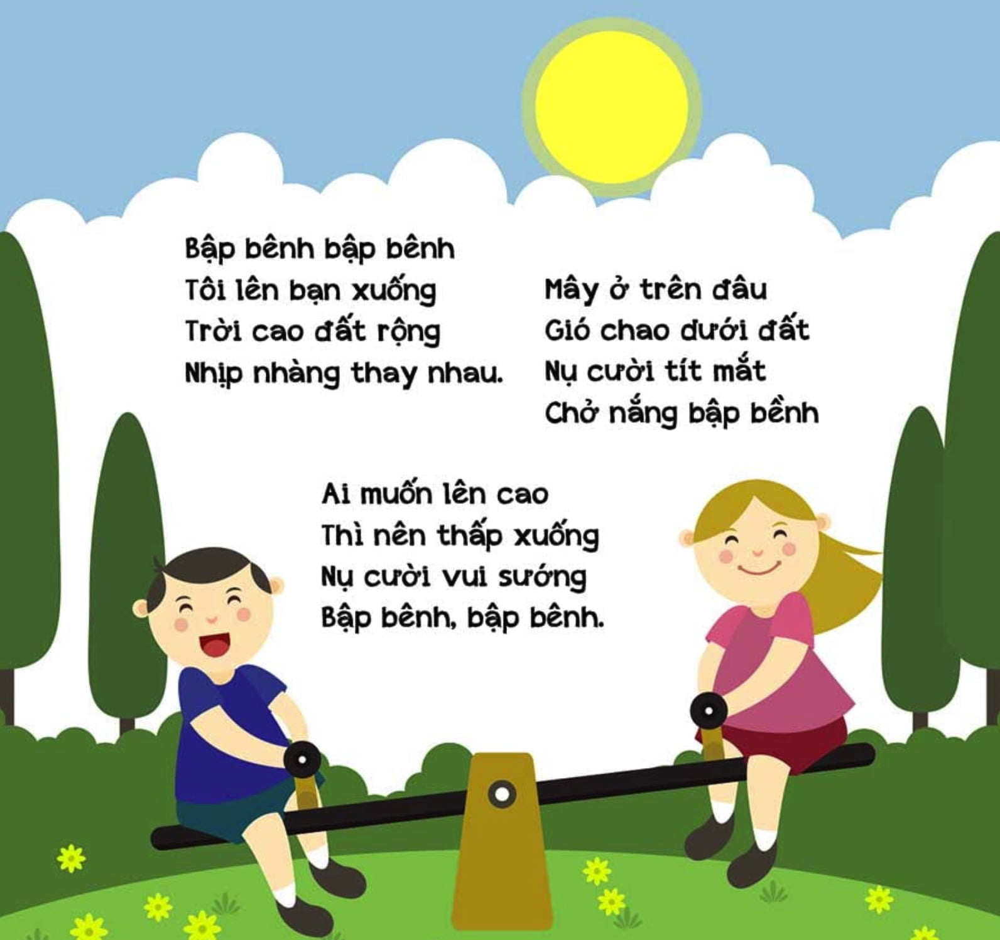 Bập bênh bập bênh
Tôi lên bạn xuống
Trời cao đất rộng
Nhịp nhàng thay nhau.
Mây ở trên đâu
Gió chao dưới đất
Nụ cười tít mắt
Chở nắng bập bềnh
Ai muốn lên cao
Thì nên thấp xuống
Nụ cười vui sướng
Bập bênh, bập bênh.